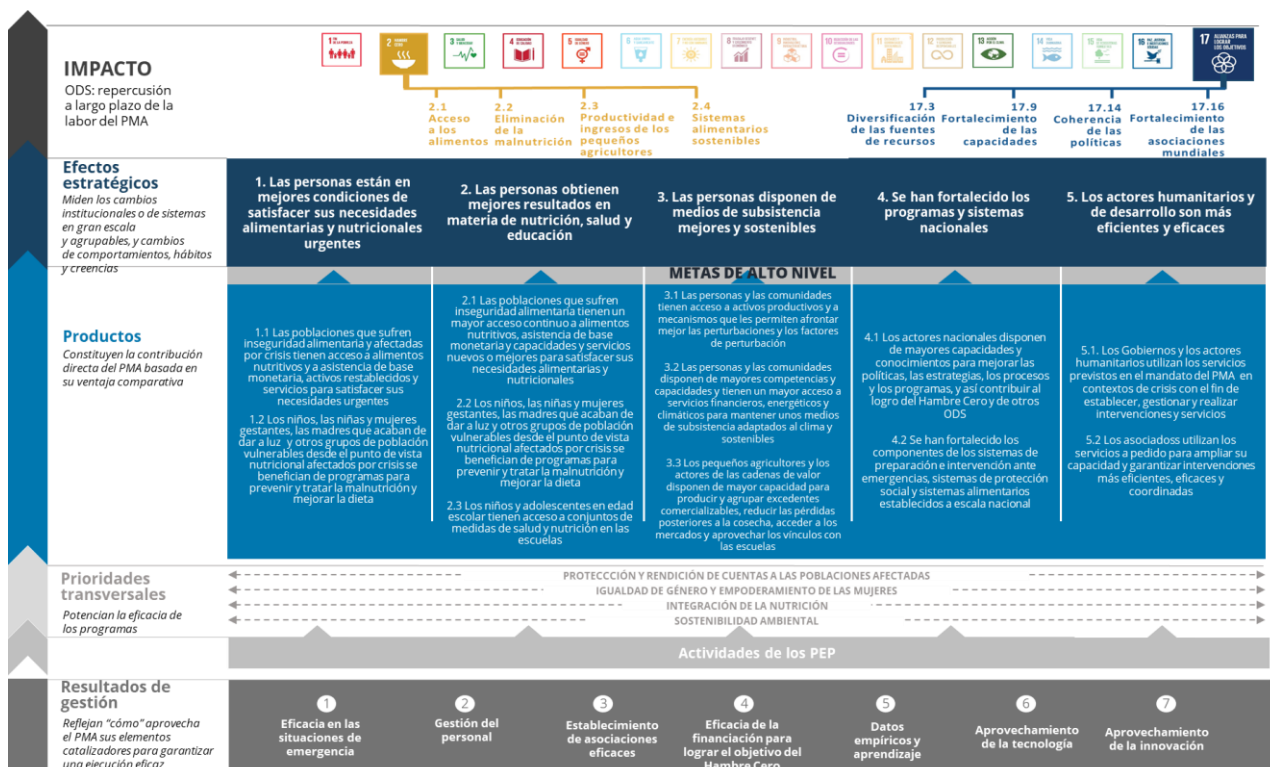 IMPACTO
ODS: repercusión
a largo plazo de la
labor del PMA
1
2
3
4
5
6
7
8
9
10
11
12
13
14
15
16
17 ALIANZAS PARA
LOGRAR
LOS OBJETIVOS
2.1
Acceso
a los
alimentos
2.2
Eliminación
de la
malnutrición
2.3
Productividad e
ingresos de los
pequeños
agricultores
2.4
Sistemas
alimentarios
sostenibles
17.3
Diversificación
de las fuentes
de recursos
17.9
Fortalecimiento
de las
capacidades
17.14
Coherencia
de las
políticas
17.16
Fortalecimiento
de las
asociaciones
mundiales
Efectos
estratégicos
Miden los cambios
institucionales o de sistemas
en gran escala
y agrupables, y cambios
de comportamientos, hábitos
y creencias
1. Las personas están en
mejores condiciones de
satisfacer sus necesidades
alimentarias y nutricionales
urgentes
2. Las personas obtienen
mejores resultados en
materia de nutrición, salud y
educación
3. Las personas disponen de
medios de subsistencia
mejores y sostenibles
4. Se han fortalecido los
programas y sistemas
nacionales
5. Los actores humanitarios y
de desarrollo son más
eficientes y eficaces
METAS DE ALTO NIVEL
Productos
Constituyen la contribución
directa del PMA basada en
su ventaja comparativa
1.1 Las poblaciones que sufren
inseguridad alimentaria y afectadas
por crisis tienen acceso a alimentos
nutritivos y a asistencia de base
monetaria, activos restablecidos y
servicios para satisfacer sus
necesidades urgentes
1.2 Los niños, las niñas y mujeres
gestantes, las madres que acaban de
dar a luz y otros grupos de población
vulnerables desde el punto de vista
nutricional afectados por crisis se
benefician de programas para
prevenir y tratar la malnutrición y
mejorar la dieta
2.1 Las poblaciones que sufren
inseguridad alimentaria tienen un
mayor acceso continuo a alimentos
nutritivos, asistencia de base
monetaria y capacidades y servicios
nuevos o mejores para satisfacer sus
necesidades alimentarias y
nutricionales
2.2 Los niños, las niñas y mujeres
gestantes, las madres que acaban de
dar a luz y otros grupos de población
vulnerables desde el punto de vista
nutricional afectados por crisis se
benefician de programas para
prevenir y tratar la malnutrición y
mejorar la dieta
2.3 Los niños y adolescentes en edad
escolar tienen acceso a conjuntos de
medidas de salud y nutrición en las
escuelas
3.1 Las personas y las comunidades
tienen acceso a activos productivos y a
mecanismos que les permiten afrontar
mejor las perturbaciones y los factores
de perturbación
3.2 Las personas y las comunidades
disponen de mayores competencias y
capacidades y tienen un mayor acceso a
servicios financieros, energéticos y
climáticos para mantener unos medios
de subsistencia adaptados al clima y
sostenibles
3.3 Los pequeños agricultores y los
actores de las cadenas de valor
disponen de mayor capacidad para
producir y agrupar excedentes
comercializables, reducir las pérdidas
posteriores a la cosecha, acceder a los
mercados y aprovechar los vínculos con
las escuelas
4.1 Los actores nacionales disponen
de mayores capacidades y
conocimientos para mejorar las
políticas, las estrategias, los procesos
y los programas, y así contribuir al
logro del Hambre Cero y de otros
ODS
4.2 Se han fortalecido los
componentes de los sistemas de
preparación e intervención ante
emergencias, sistemas de protección
social y sistemas alimentarios
establecidos a escala nacional
5.1. Los Gobiernos y los actores
humanitarios utilizan los servicios
previstos en el mandato del PMA en
contextos de crisis con el fin de
establecer, gestionar y realizar
intervenciones y servicios
5.2 Los asociadoss utilizan los
servicios a pedido para ampliar su
capacidad y garantizar intervenciones
más eficientes, eficaces y
coordinadas
Prioridades
transversales
Potencian la eficacia de
los programas
PROTECCCIÓN Y RENDICIÓN DE CUENTAS A LAS POBLACIONES AFECTADAS
IGUALDAD DE GÉNERO Y EMPODERAMIENTO DE LAS MUJERES
INTEGRACIÓN DE LA NUTRICIÓN
SOSTENIBILIDAD AMBIENTAL
Actividades de los PEP
Resultados de
gestión
Reflejan "cómo" aprovecha
el PMA sus elementos
catalizadores para garantizar
una ejecución eficaz
1
Eficacia en las
situaciones de
emergencia
2
Gestión del
personal
3
Establecimiento
de asociaciones
eficaces
4
Eficacia de la
financiación para
lograr el objetivo del
Hambre Cero
5
Datos
empíricos y
aprendizaje
6
Aprovechamiento
de la tecnología
7
Aprovechamiento
de la innovación